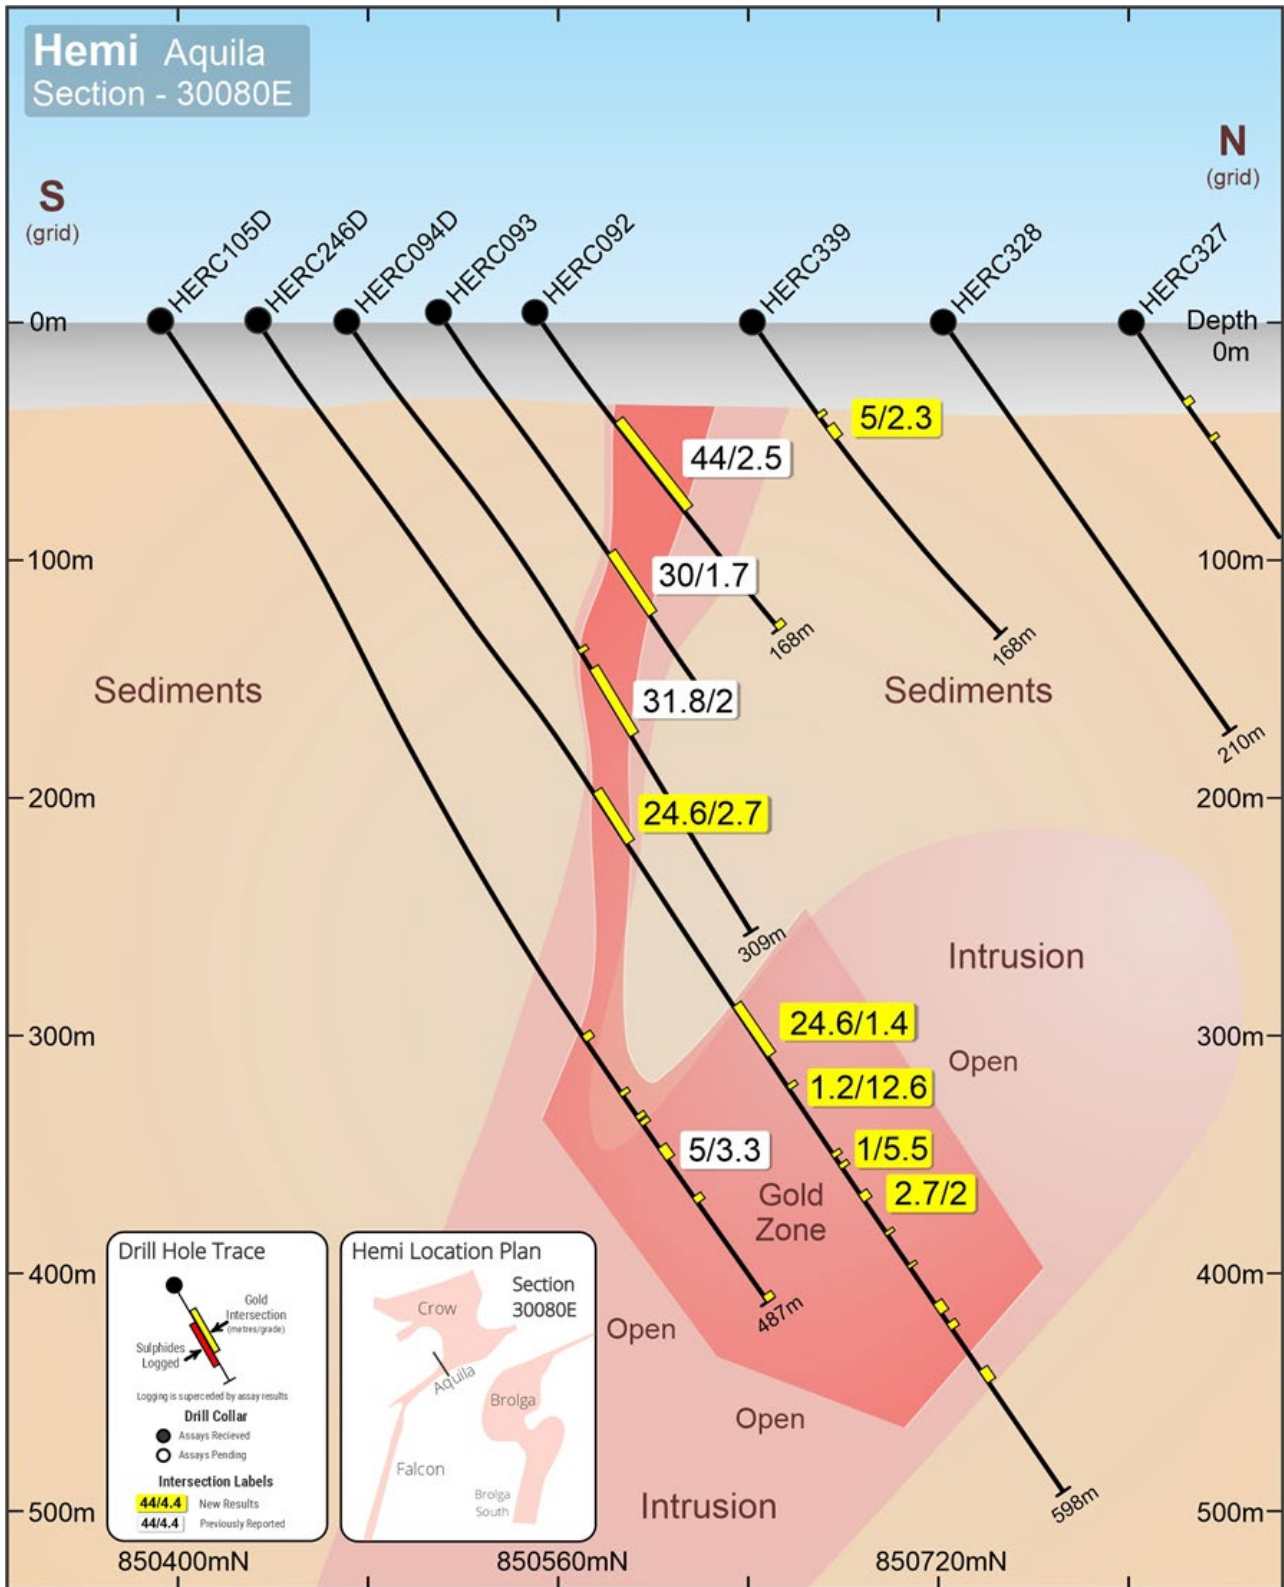 Hemi Aquila
Section - 30080E
S
(grid)
N
(grid)
HERC105D
HERC246D
HERC094D
HERC093
HERC092
HERC339
HERC328
HERC327
0m
Depth
0m
5/2.3
44/2.5
100m
30/1.7
100m
168m
168m
Sediments
31.8/2
Sediments
210m
200m
24.6/2.7
200m
309m
Intrusion
24.6/1.4
300m
Open
300m
1.2/12.6
5/3.3
1/5.5
2.7/2
Gold
Zone
400m
400m
487m
Open
Open
598m
Intrusion
500m
500m
Drill Hole Trace
Gold
Intersection
(metres/grade)
Sulphides
Logged
Logging is superceded by assay results
Drill Collar
Assays Recieved
Assays Pending
Intersection Labels
44/4.4 New Results
44/4.4 Previously Reported
Hemi Location Plan
Section
30080E
Crow
Aquila
Brolga
Falcon
Brolga
South
850400mN
850560mN
850720mN